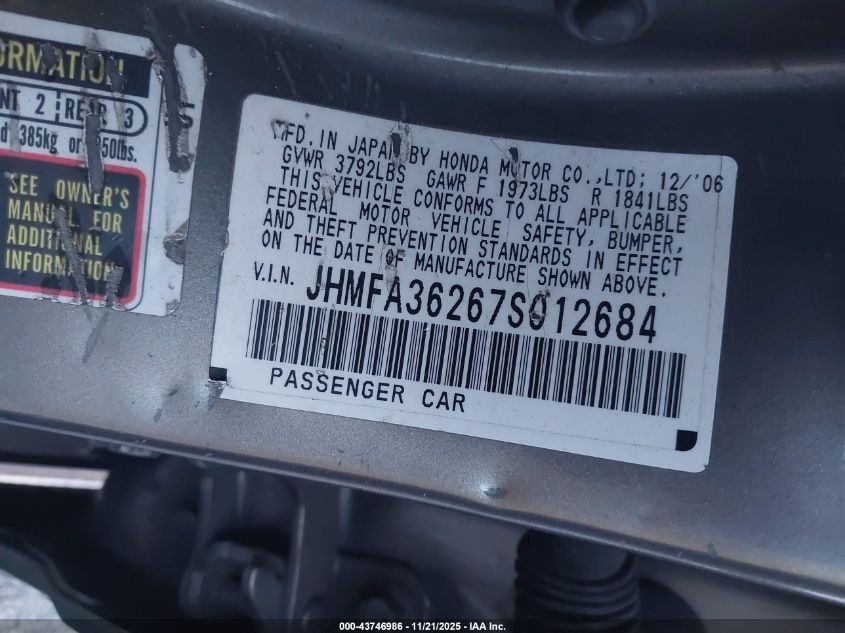 ORMATION
NT 2 REAR 3
385kg or 850lbs.
SEE OWNER'S
MANUAL FOR
ADDITIONAL
INFORMATION
MFD. IN JAPAN BY HONDA MOTOR CO.,LTD; 12/'06
GVWR 3792LBS GAWR F 1973LBS R 1841LBS
THIS VEHICLE CONFORMS TO ALL APPLICABLE
FEDERAL MOTOR VEHICLE SAFETY, BUMPER,
AND THEFT PREVENTION STANDARDS IN EFFECT
ON THE DATE OF MANUFACTURE SHOWN ABOVE.
V.I.N. JHMFA36267S012684
PASSENGER CAR
000-43746986 - 11/21/2025 - IAA Inc.